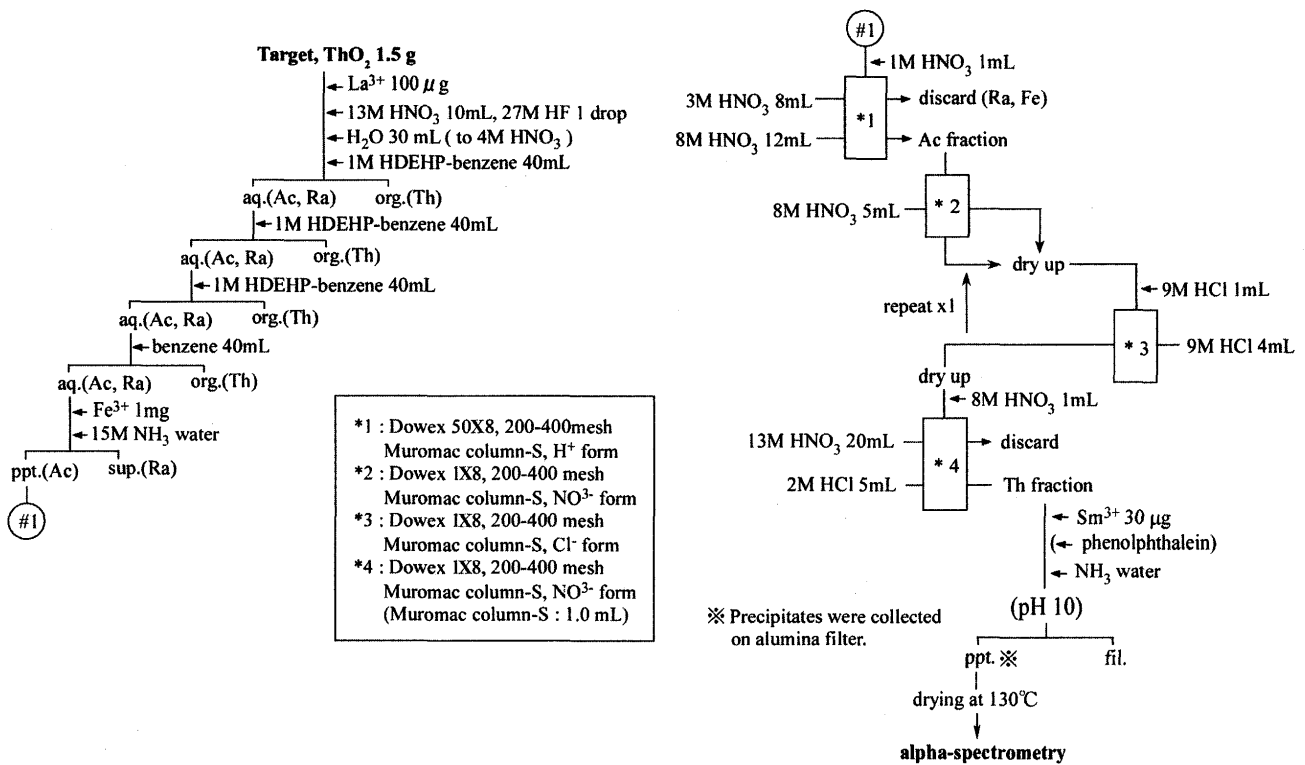 Target, ThO₂ 1.5 g
La³⁺ 100 μg
13M HNO₃ 10mL, 27M HF 1 drop
H₂O 30 mL ( to 4M HNO₃ )
1M HDEHP-benzene 40mL
aq.(Ac, Ra) org.(Th)
1M HDEHP-benzene 40mL
aq.(Ac, Ra) org.(Th)
1M HDEHP-benzene 40mL
aq.(Ac, Ra) org.(Th)
benzene 40mL
aq.(Ac, Ra) org.(Th)
Fe³⁺ 1mg
15M NH₃ water
ppt.(Ac) sup.(Ra)
#1
*1 : Dowex 50X8, 200-400mesh
Muromac column-S, H⁺ form
*2 : Dowex 1X8, 200-400 mesh
Muromac column-S, NO³⁻ form
*3 : Dowex 1X8, 200-400 mesh
Muromac column-S, Cl⁻ form
*4 : Dowex 1X8, 200-400 mesh
Muromac column-S, NO³⁻ form
(Muromac column-S : 1.0 mL)
#1
1M HNO₃ 1mL
3M HNO₃ 8mL discard (Ra, Fe)
*1
8M HNO₃ 12mL Ac fraction
8M HNO₃ 5mL * 2
dry up
9M HCl 1mL
repeat x1
* 3 9M HCl 4mL
dry up
8M HNO₃ 1mL
13M HNO₃ 20mL discard
* 4
2M HCl 5mL Th fraction
Sm³⁺ 30 μg
( phenolphthalein)
NH₃ water
(pH 10)
※ Precipitates were collected
on alumina filter.
ppt. ※ fil.
drying at 130℃
alpha-spectrometry